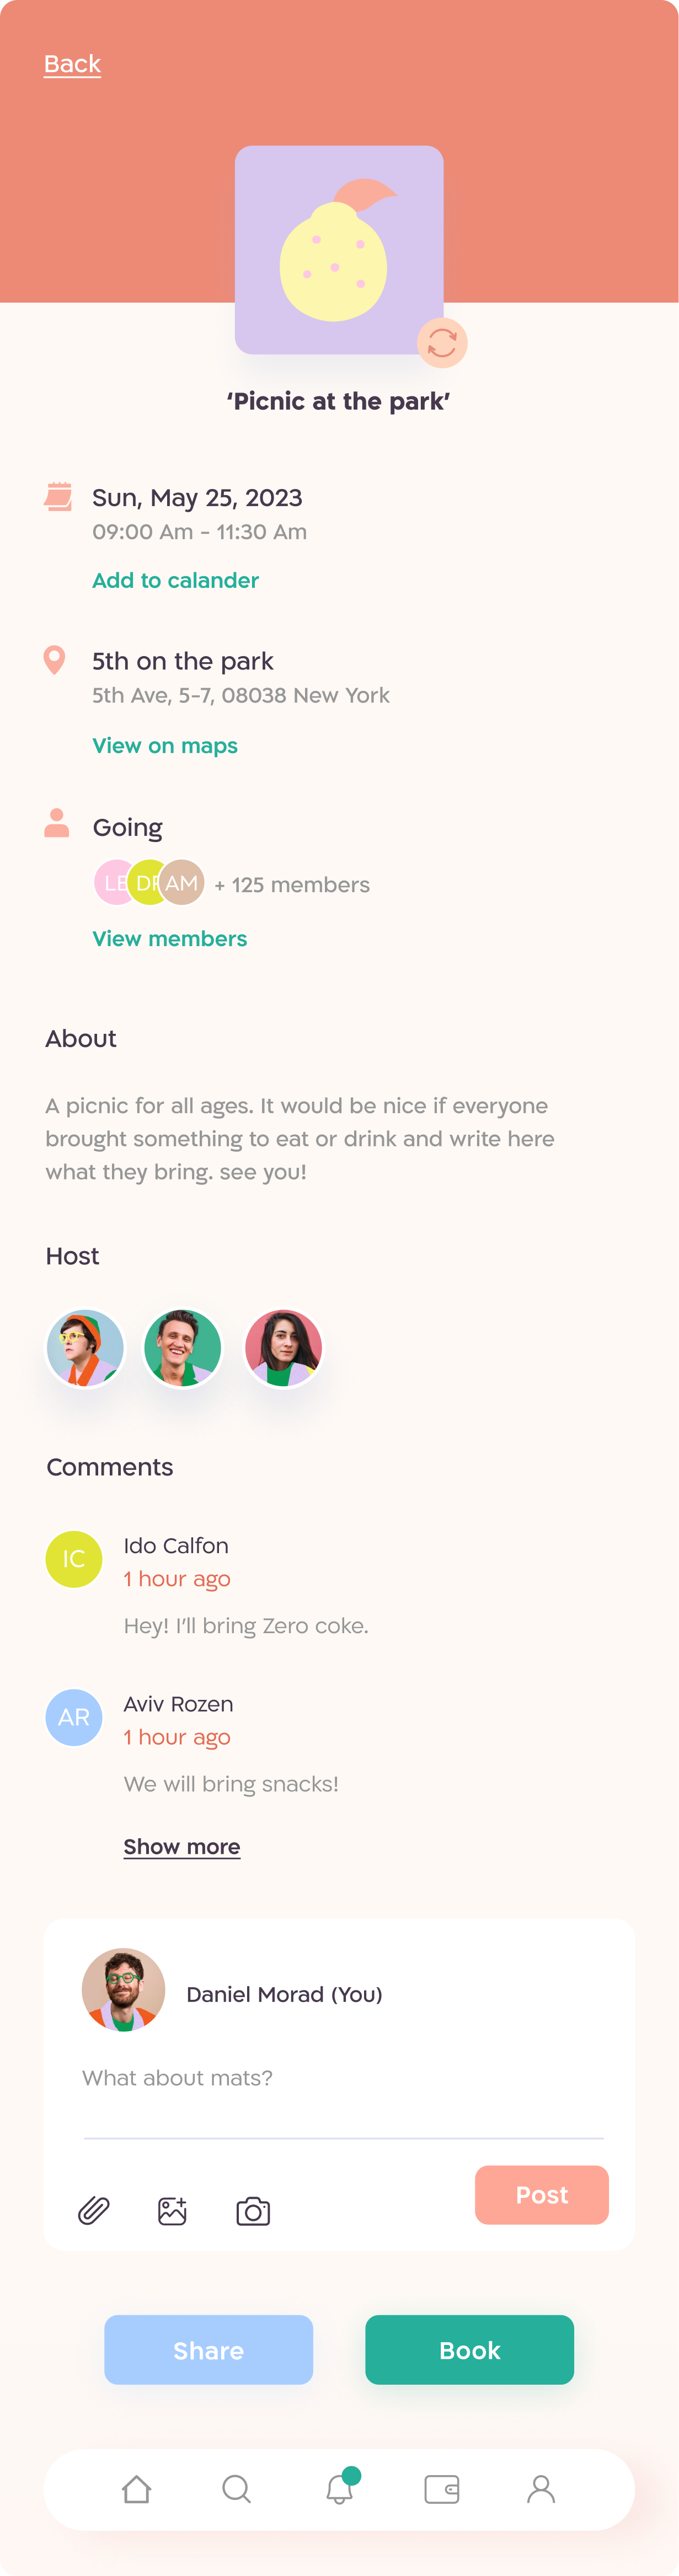 Back
‘Picnic at the park’
Sun, May 25, 2023
09:00 Am - 11:30 Am
Add to calander
5th on the park
5th Ave, 5-7, 08038 New York
View on maps
Going
LE DF AM + 125 members
View members
About
A picnic for all ages. It would be nice if everyone
brought something to eat or drink and write here
what they bring. see you!
Host
Comments
IC
Ido Calfon
1 hour ago
Hey! I’ll bring Zero coke.
AR
Aviv Rozen
1 hour ago
We will bring snacks!
Show more
Daniel Morad (You)
What about mats?
Post
Share
Book